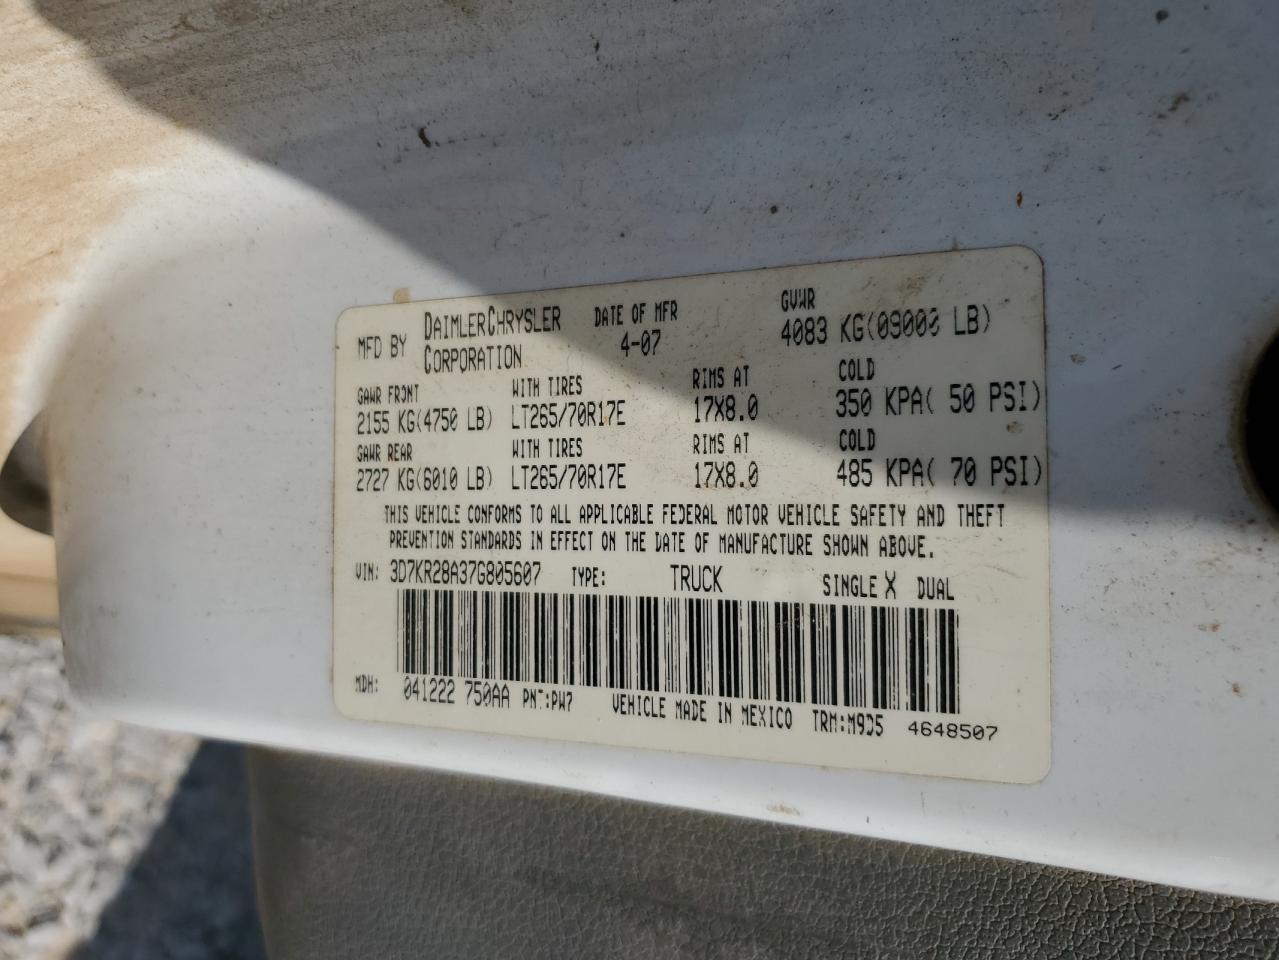 MFD BY DAIMLERCHRYSLER CORPORATION DATE OF MFR 4-07 GVWR 4083 KG(09000 LB)
GAWR FRONT WITH TIRES RIMS AT COLD
2155 KG(4750 LB) LT265/70R17E 17X8.0 350 KPA( 50 PSI)
GAWR REAR WITH TIRES RIMS AT COLD
2727 KG(6010 LB) LT265/70R17E 17X8.0 485 KPA( 70 PSI)
THIS VEHICLE CONFORMS TO ALL APPLICABLE FEDERAL MOTOR VEHICLE SAFETY AND THEFT
PREVENTION STANDARDS IN EFFECT ON THE DATE OF MANUFACTURE SHOWN ABOVE.
VIN: 3D7KR28A37G805607 TYPE: TRUCK SINGLE X DUAL
MDH: 041222 750AA PNT:PW7 VEHICLE MADE IN MEXICO TRM:M9D5 4648507